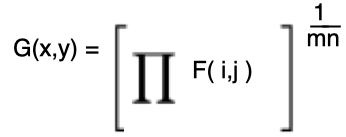 G(x,y) = [ ∏ F( i,j ) ]^(1/mn)